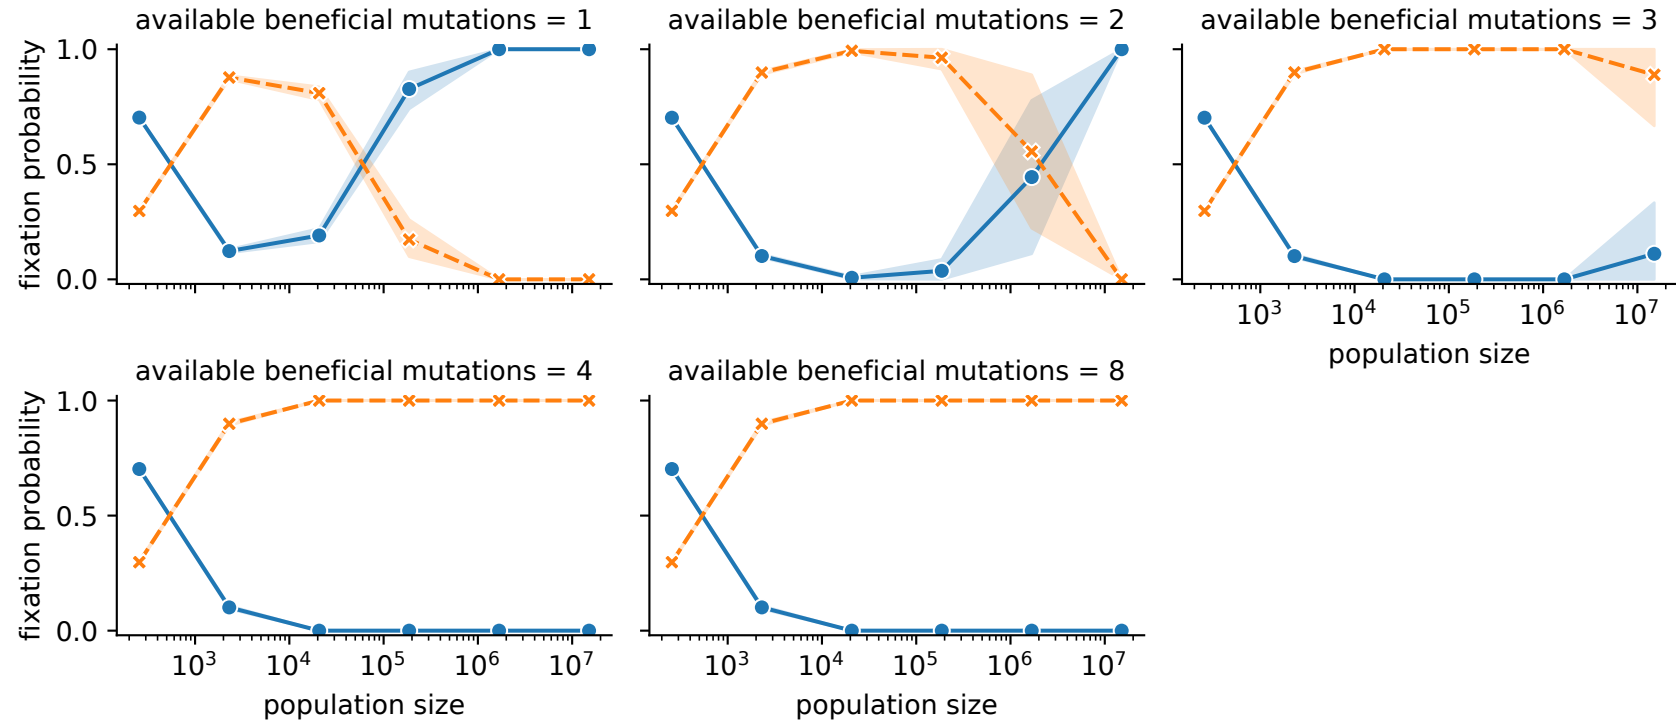 available beneficial mutations = 1
available beneficial mutations = 2
available beneficial mutations = 3
fixation probability
1.0
0.5
0.0
10³ 10⁴ 10⁵ 10⁶ 10⁷
population size
available beneficial mutations = 4
available beneficial mutations = 8
fixation probability
1.0
0.5
0.0
10³ 10⁴ 10⁵ 10⁶ 10⁷
10³ 10⁴ 10⁵ 10⁶ 10⁷
population size
population size